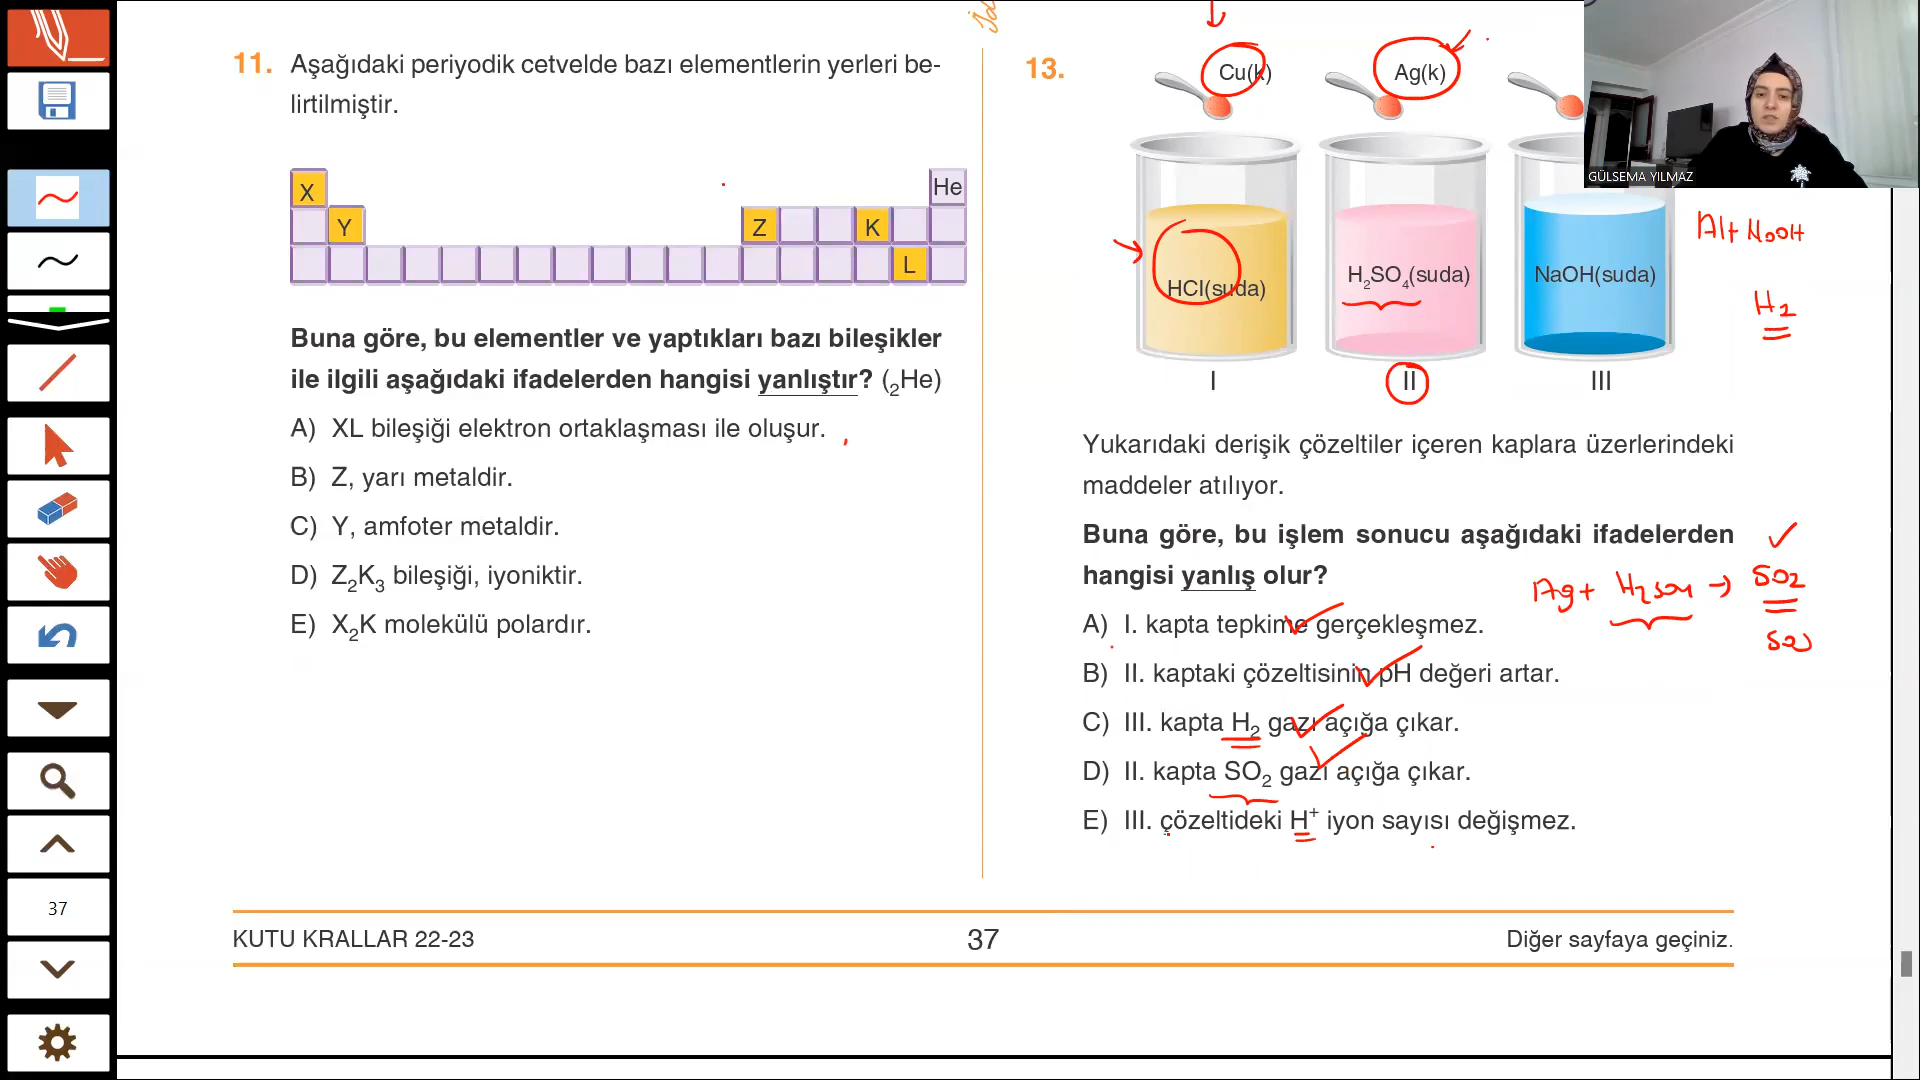 11. Aşağıdaki periyodik cetvelde bazı elementlerin yerleri be-
lirtilmiştir.
X He
Y Z K
L
Buna göre, bu elementler ve yaptıkları bazı bileşikler
ile ilgili aşağıdaki ifadelerden hangisi yanlıştır? (₂He)
A) XL bileşiği elektron ortaklaşması ile oluşur.
B) Z, yarı metaldir.
C) Y, amfoter metaldir.
D) Z₂K₃ bileşiği, iyoniktir.
E) X₂K molekülü polardır.
13.
Cu(k) Ag(k)
HCl(suda) H₂SO₄(suda) NaOH(suda)
I II III
Al+ NaOH
H₂
Yukarıdaki derişik çözeltiler içeren kaplara üzerlerindeki
maddeler atılıyor.
Buna göre, bu işlem sonucu aşağıdaki ifadelerden
hangisi yanlış olur?
Ag + H₂SO₄ → SO₂
A) I. kapta tepkime gerçekleşmez.
B) II. kaptaki çözeltisinin pH değeri artar.
C) III. kapta H₂ gazı açığa çıkar.
D) II. kapta SO₂ gazı açığa çıkar.
E) III. çözeltideki H⁺ iyon sayısı değişmez.
KUTU KRALLAR 22-23
37
Diğer sayfaya geçiniz.
GÜLSEMA YILMAZ
37